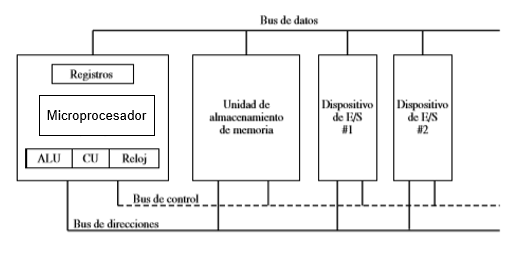 Bus de datos
Registros
Microprocesador
ALU CU Reloj
Unidad de
almacenamiento
de memoria
Dispositivo
de E/S
#1
Dispositivo
de E/S
#2
Bus de control
Bus de direcciones